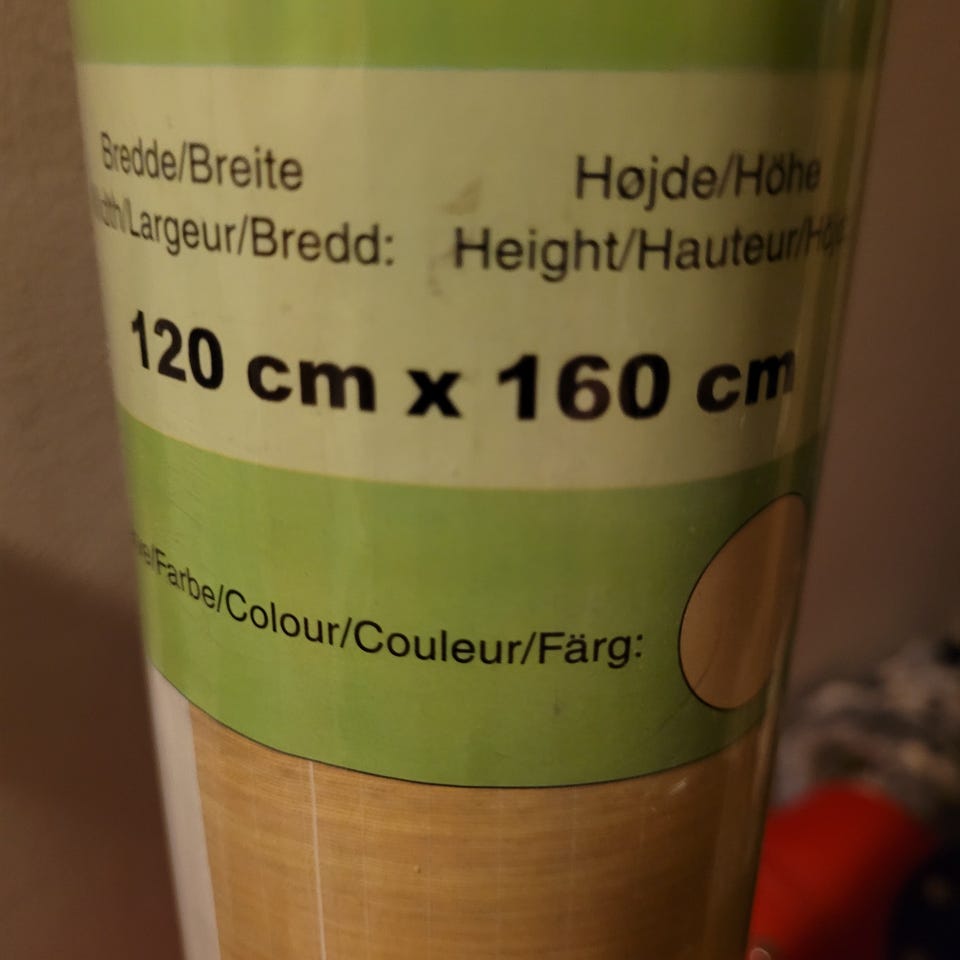 Bredde/Breite
Højde/Höhe
/Largeur/Bredd:
Height/Hauteur/
120 cm x 160 cm
/Farbe/Colour/Couleur/Färg: